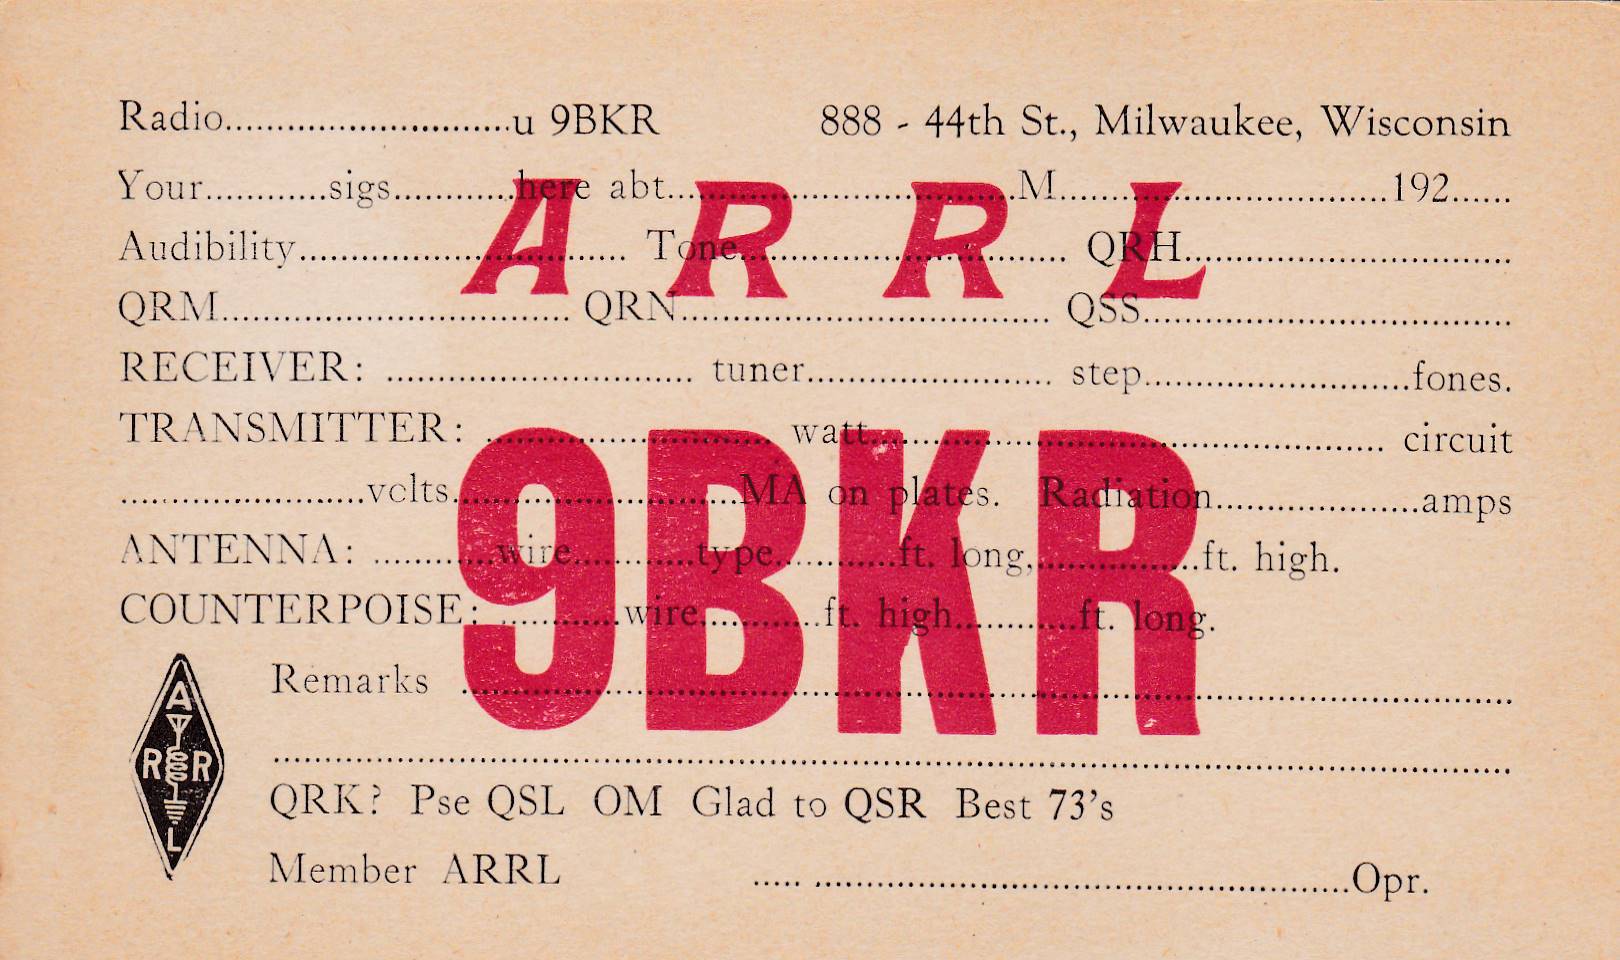 Radio.............................u 9BKR 888 - 44th St., Milwaukee, Wisconsin
Your............sigs............here abt...................................M.................................192......
A R R L
Audibility................................. Tone................................. QRH.................................
QRM................................... QRN..................................... QSS.....................................
RECEIVER: ............................... tuner......................... step...........................fones.
TRANSMITTER: ............................. watt.................................................... circuit
.........................volts.............................MA on plates. Radiation.....................amps
9BKR
ANTENNA: ............wire............type............ft. long,................ft. high.
COUNTERPOISE: ............wire............ft. high............ft. long.
Remarks ..........................................................................................................
.............................................................................................................................
QRK? Pse QSL OM Glad to QSR Best 73's
Member ARRL ..... ......................................................Opr.
A
R R
L